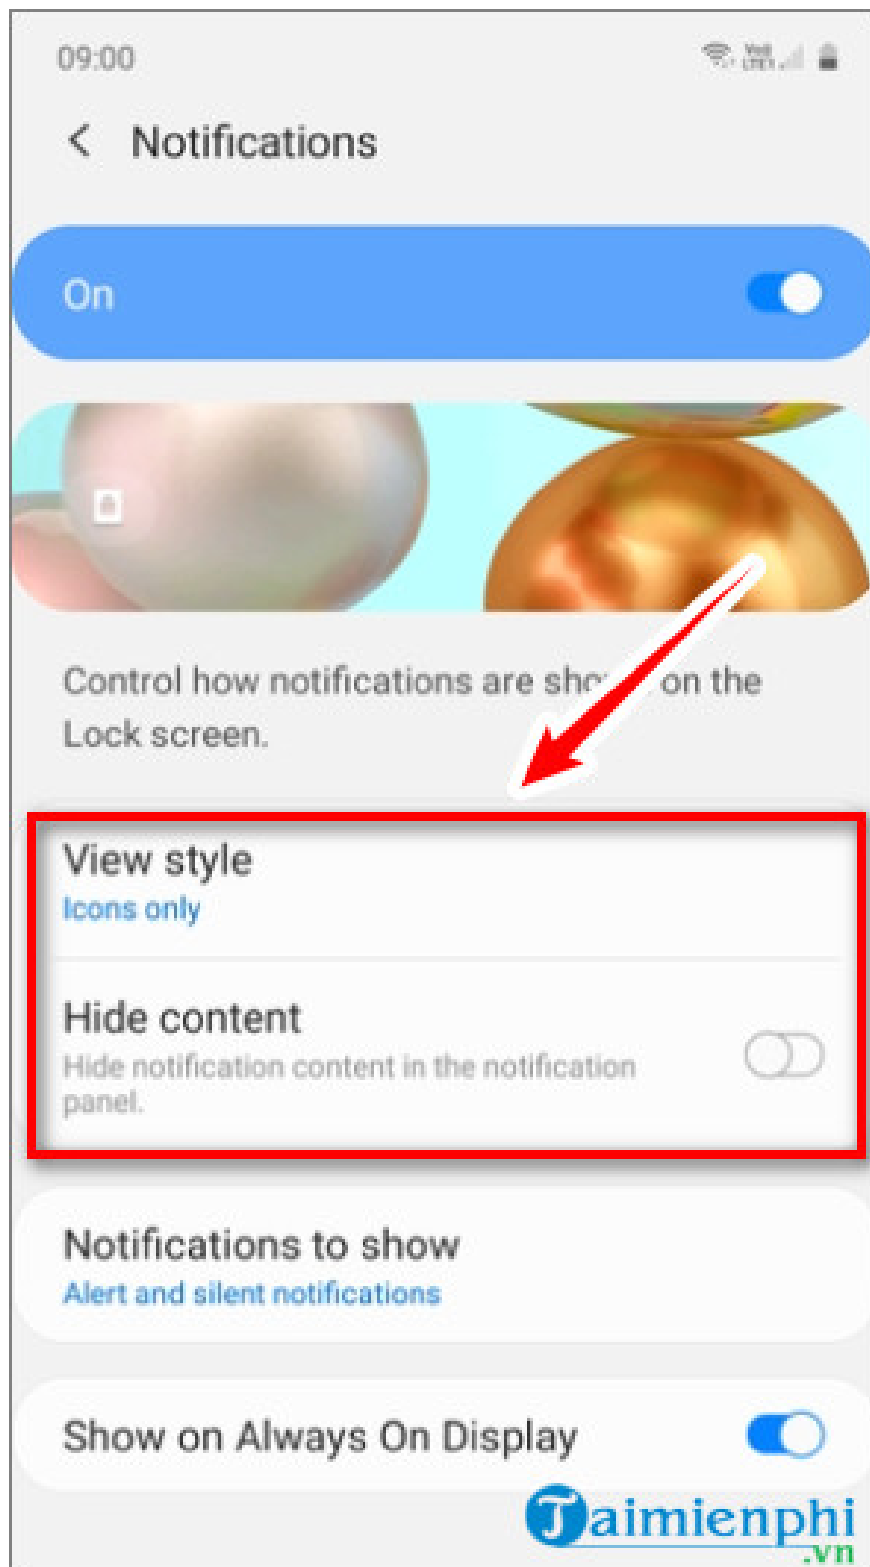 09:00
Notifications
On
Control how notifications are on the
Lock screen.
View style
Icons only
Hide content
Hide notification content in the notification
panel.
Notifications to show
Alert and silent notifications
Show on Always On Display
Taimienphi
.vn